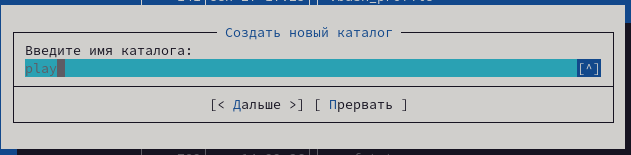 Создать новый каталог
Введите имя каталога:
play [^]
[< Дальше >] [ Прервать ]